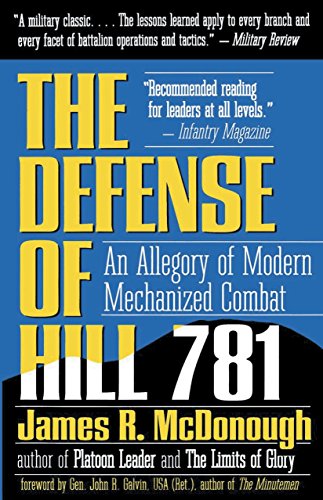 “A military classic. . . . The lessons learned apply to every branch and
every facet of battalion operations and tactics.” – Military Review
THE
DEFENSE
OF
HILL 781
“Recommended reading
for leaders at all levels.”
– Infantry Magazine
An Allegory of Modern
Mechanized Combat
James R. McDonough
author of Platoon Leader and The Limits of Glory
foreword by Gen. John R. Galvin, USA (Ret.), author of The Minutemen